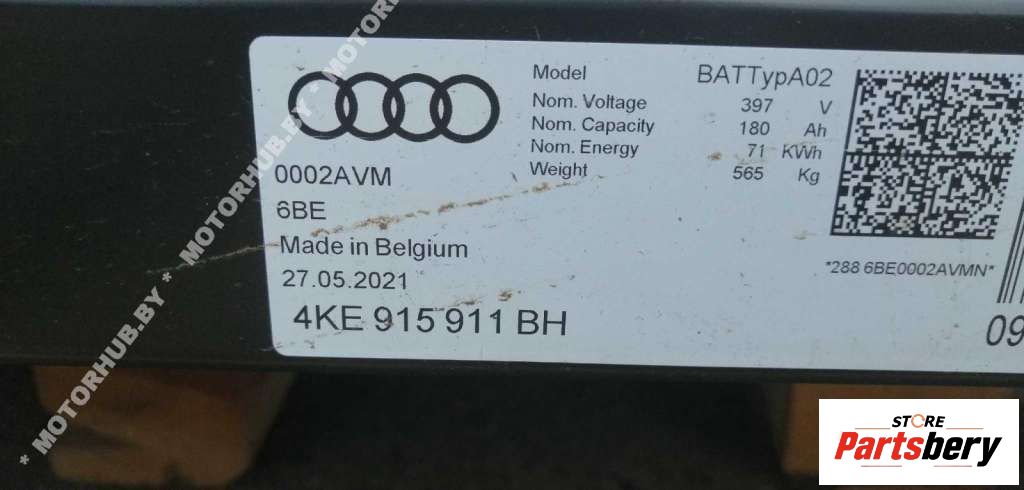 Model BATTypA02
Nom. Voltage 397 V
Nom. Capacity 180 Ah
Nom. Energy 71 KWh
Weight 565 Kg
0002AVM
6BE
Made in Belgium
27.05.2021
4KE 915 911 BH
*288 6BE0002AVMN*
09
* MOTORHUB.BY * MOTORHUB.BY * MOTORHUB.BY * MOTOR
STORE
Partsbery